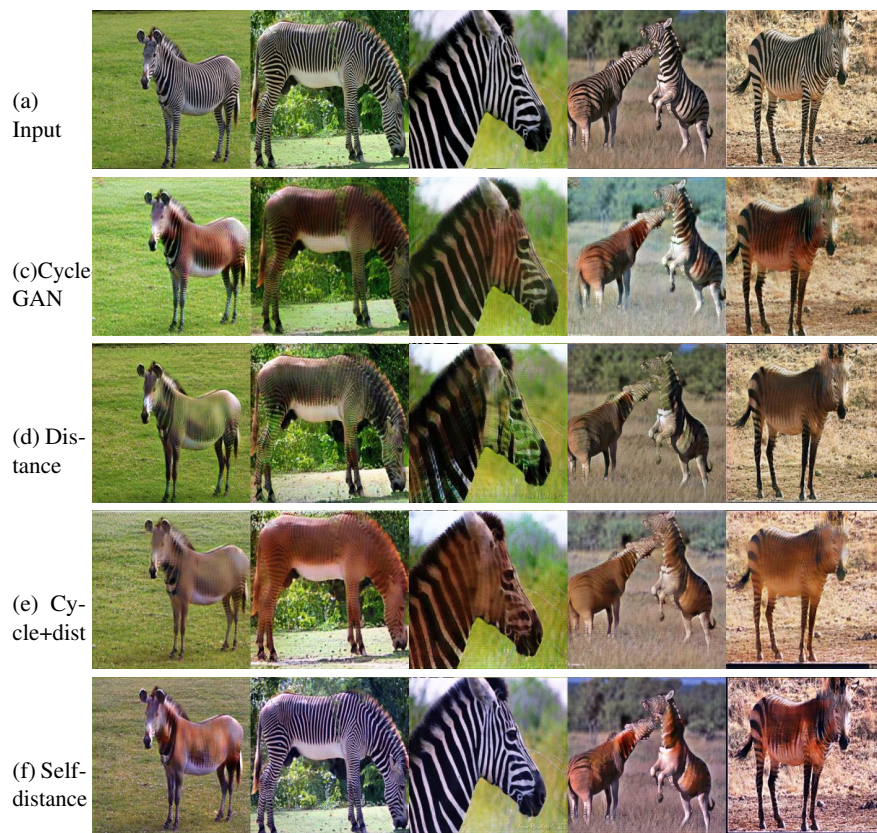 (a)
Input
(c)Cycle
GAN
(d) Dis-
tance
(e) Cy-
cle+dist
(f) Self-
distance